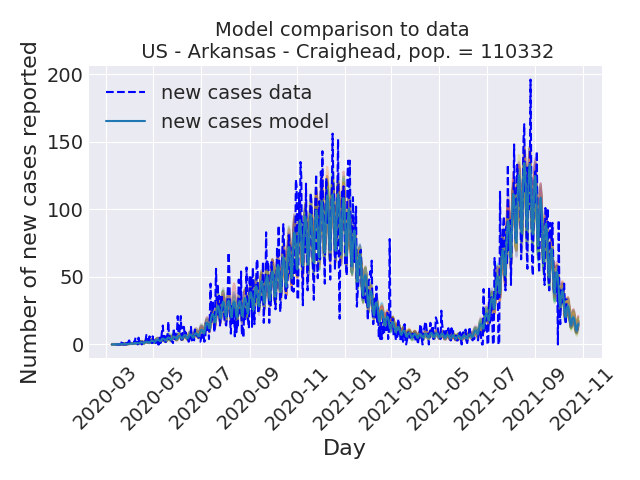 Model comparison to data
US - Arkansas - Craighead, pop. = 110332
new cases data
new cases model
Number of new cases reported
200
150
100
50
0
2020-03
2020-05
2020-07
2020-09
2020-11
2021-01
2021-03
2021-05
2021-07
2021-09
2021-11
Day